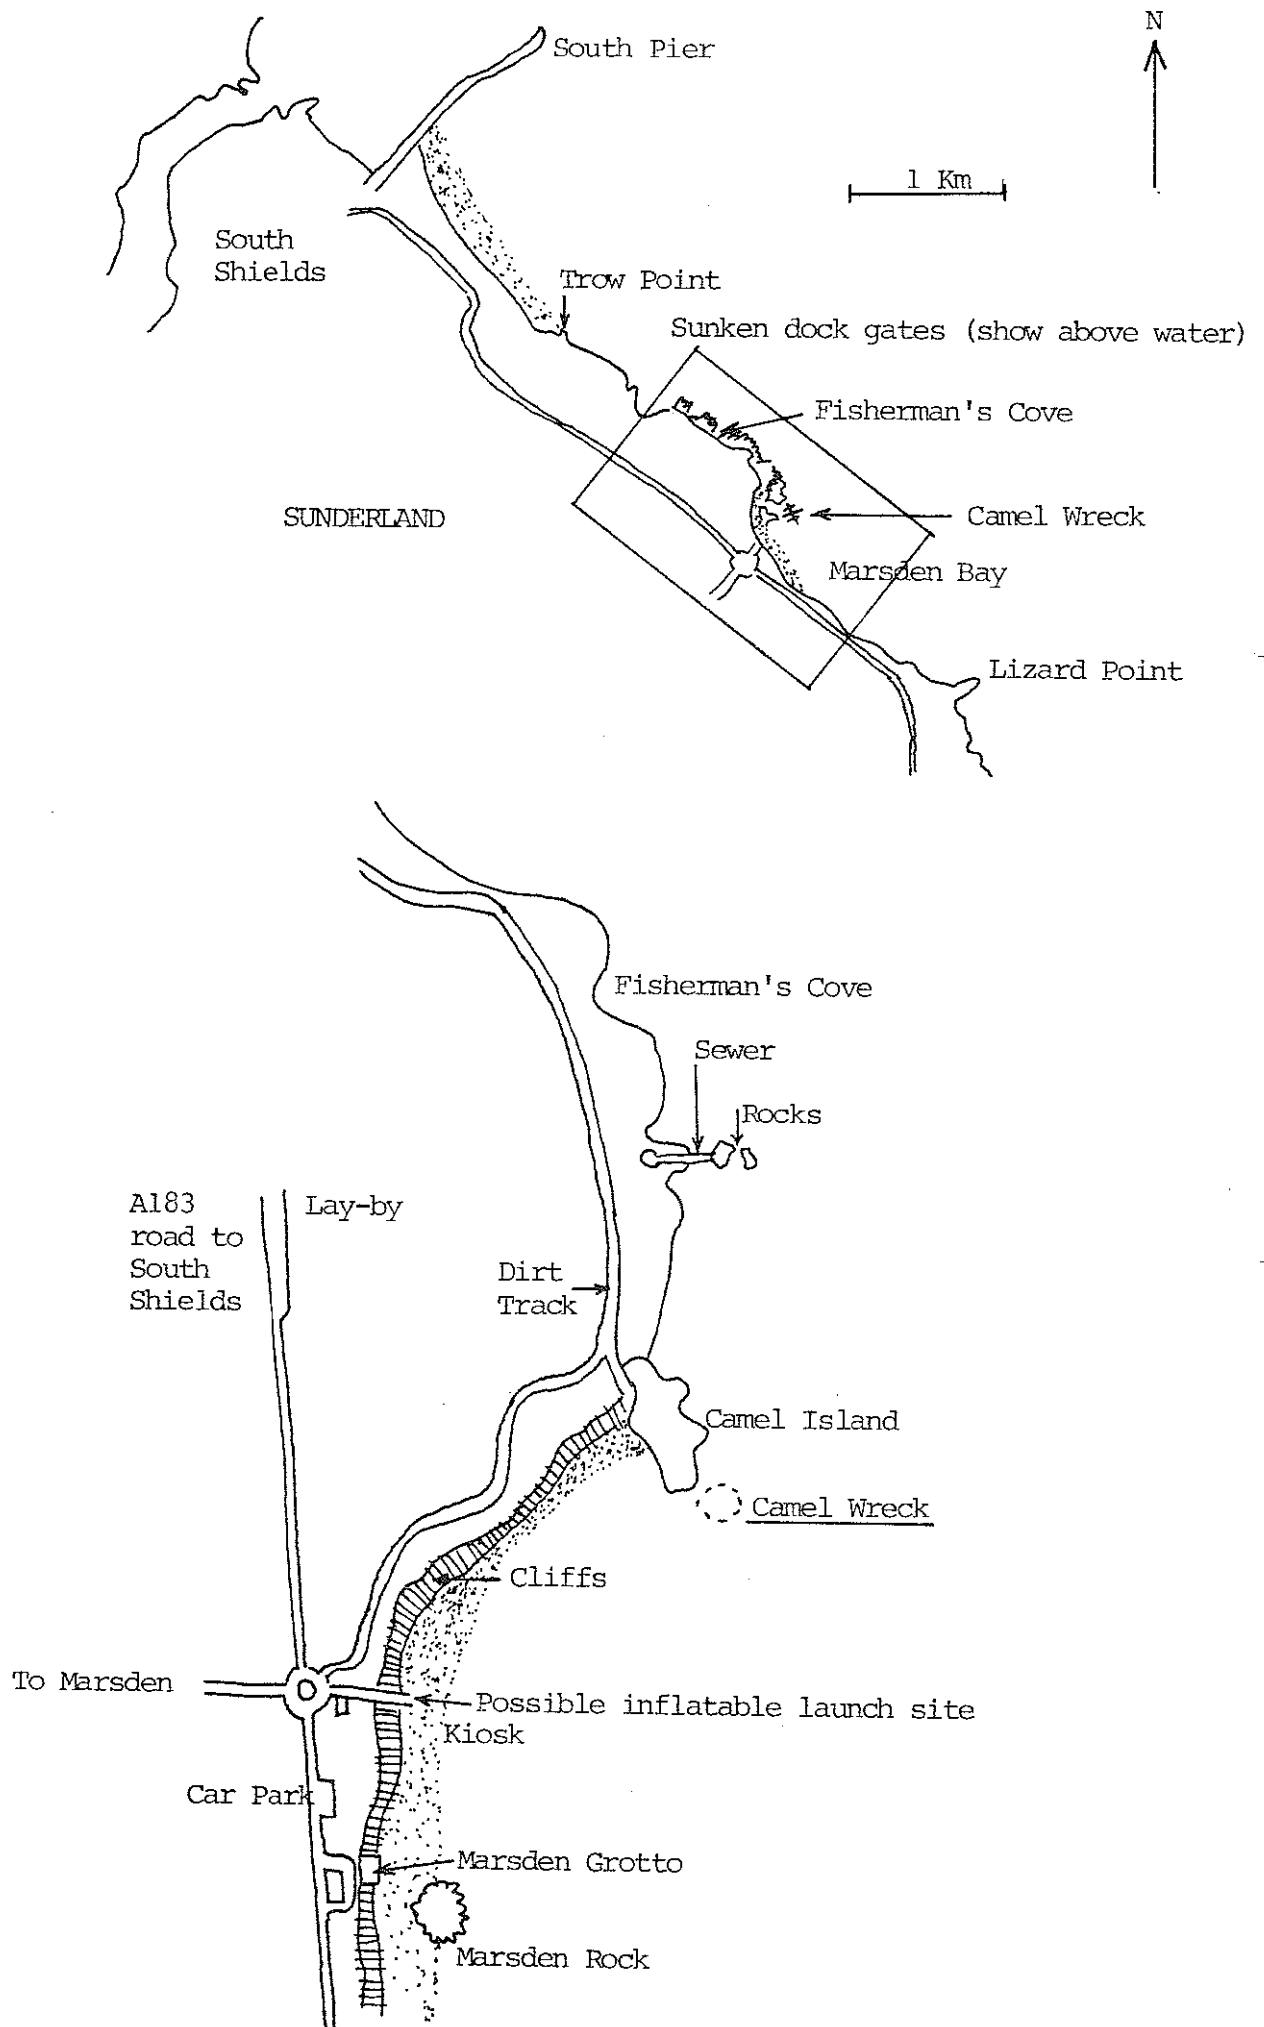 N
South Pier
1 Km
South
Shields
Trow Point
Sunken dock gates (show above water)
Fisherman's Cove
SUNDERLAND
Camel Wreck
Marsden Bay
Lizard Point
Fisherman's Cove
Sewer
Rocks
A183
road to
South
Shields
Lay-by
Dirt
Track
Camel Island
Camel Wreck
Cliffs
To Marsden
Possible inflatable launch site
Kiosk
Car Park
Marsden Grotto
Marsden Rock